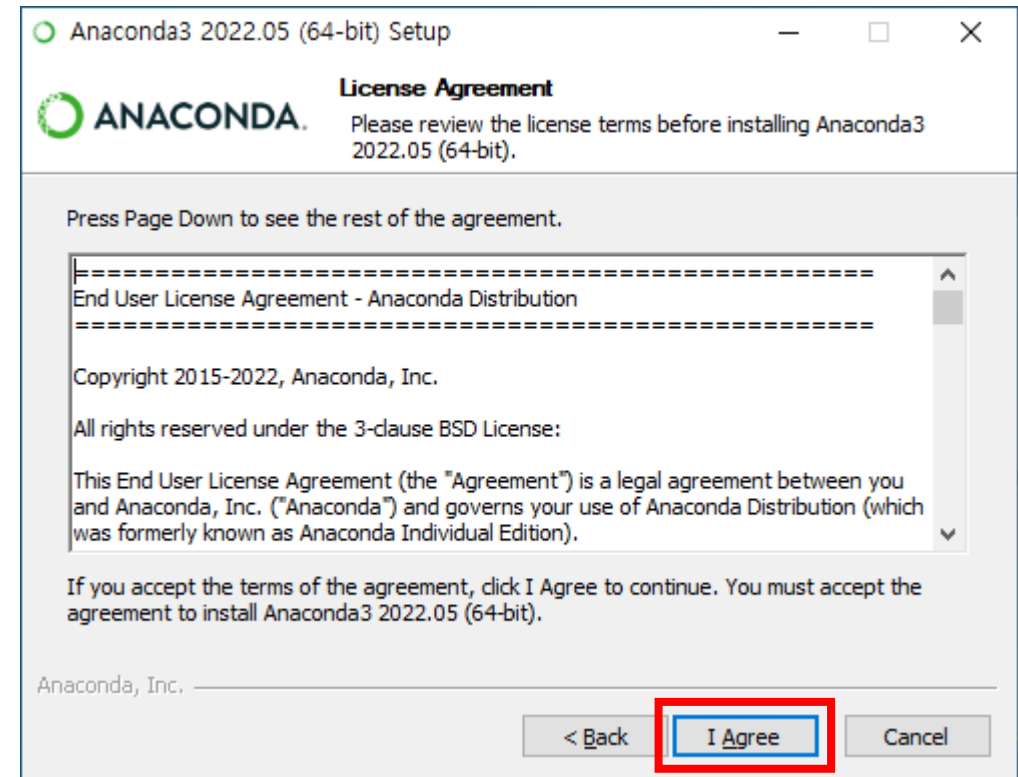 Anaconda3 2022.05 (64-bit) Setup
ANACONDA.
License Agreement
Please review the license terms before installing Anaconda3
2022.05 (64-bit).
Press Page Down to see the rest of the agreement.
==================================================
End User License Agreement - Anaconda Distribution
==================================================
Copyright 2015-2022, Anaconda, Inc.
All rights reserved under the 3-clause BSD License:
This End User License Agreement (the "Agreement") is a legal agreement between you
and Anaconda, Inc. ("Anaconda") and governs your use of Anaconda Distribution (which
was formerly known as Anaconda Individual Edition).
If you accept the terms of the agreement, click I Agree to continue. You must accept the
agreement to install Anaconda3 2022.05 (64-bit).
Anaconda, Inc.
< Back
I Agree
Cancel